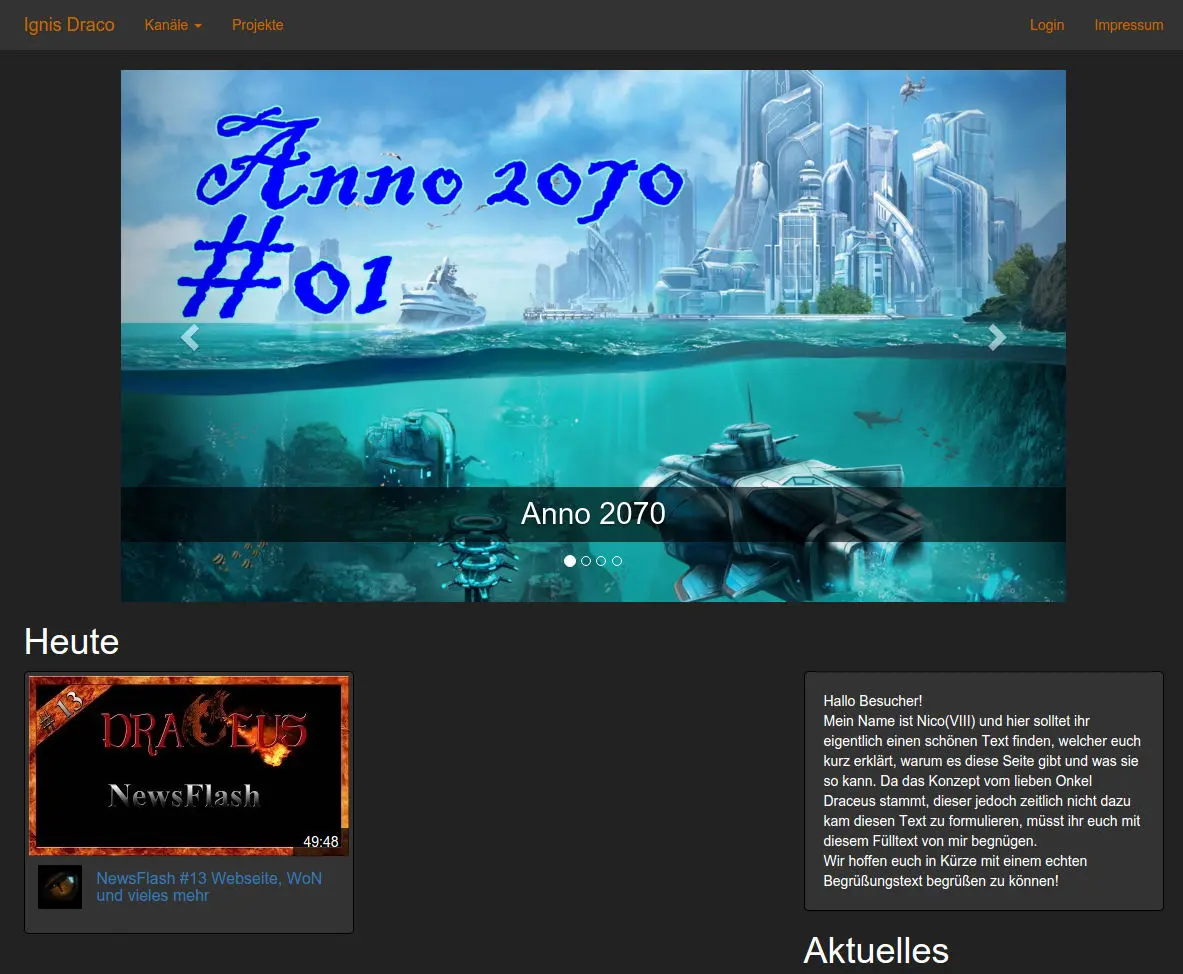 Ignis Draco Kanäle Projekte Login Impressum
Anno 2070
#01
Anno 2070
Heute
#13
DRACEUS
NewsFlash
49:48
NewsFlash #13 Webseite, WoN
und vieles mehr
Hallo Besucher!
Mein Name ist Nico(VIII) und hier solltet ihr
eigentlich einen schönen Text finden, welcher euch
kurz erklärt, warum es diese Seite gibt und was sie
so kann. Da das Konzept vom lieben Onkel
Draceus stammt, dieser jedoch zeitlich nicht dazu
kam diesen Text zu formulieren, müsst ihr euch mit
diesem Fülltext von mir begnügen.
Wir hoffen euch in Kürze mit einem echten
Begrüßungstext begrüßen zu können!
Aktuelles